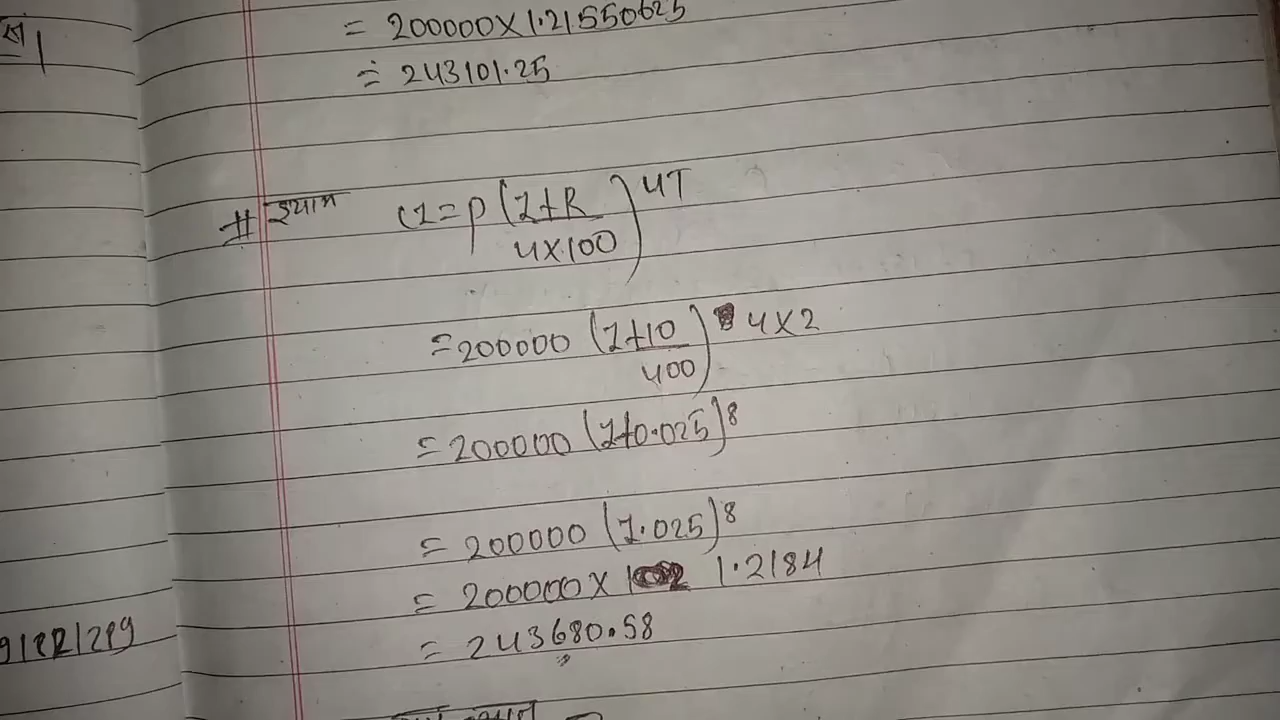 = 200000×1.21550625
= 243101.25
# ब्याज CI=P(1+R/4×100)4T
=200000 (1+10/400) 4×2
=200000 (1+0.025)8
= 200000 (1.025)8
= 200000× 1.2184
= 243680.58